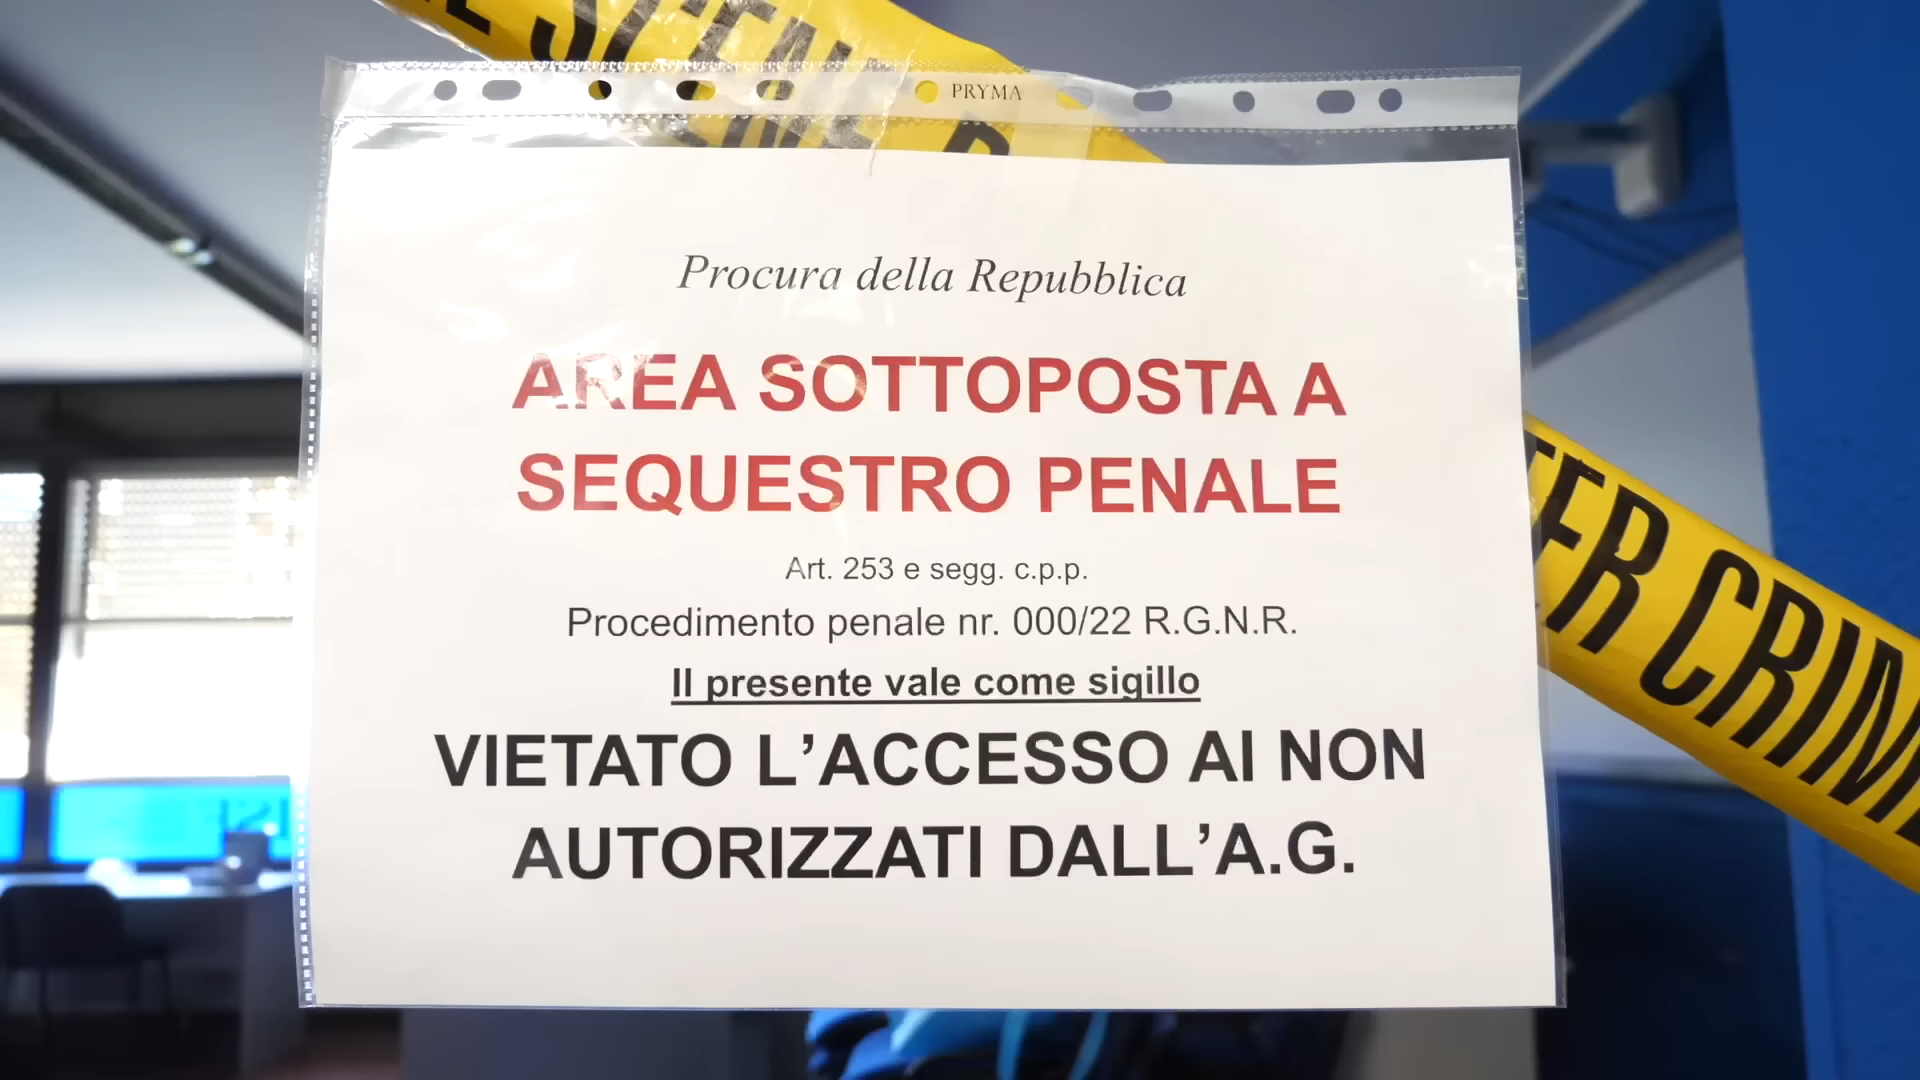 PRYMA
Procura della Repubblica
AREA SOTTOPOSTA A
SEQUESTRO PENALE
Art. 253 e segg. c.p.p.
Procedimento penale nr. 000/22 R.G.N.R.
Il presente vale come sigillo
VIETATO L’ACCESSO AI NON
AUTORIZZATI DALL’A.G.